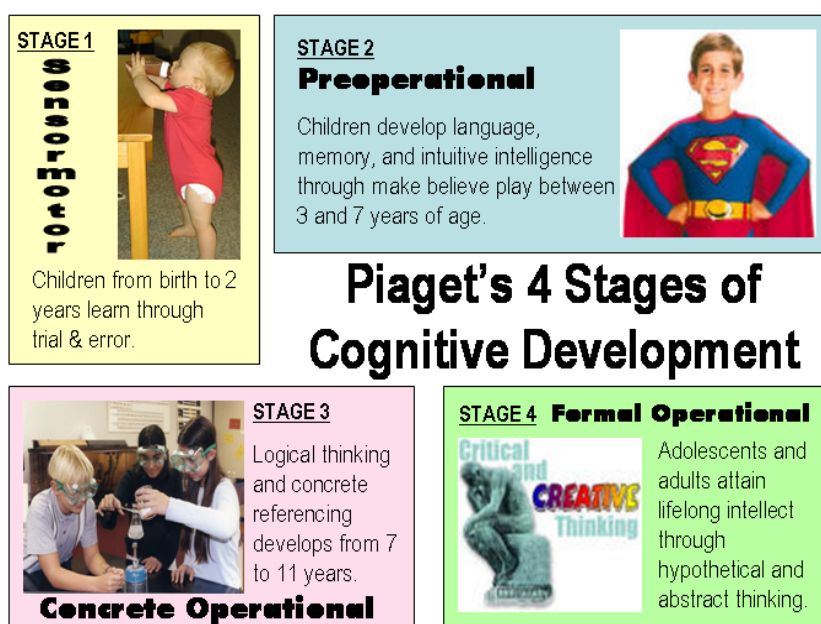 STAGE 1
Sensormotor
Children from birth to 2
years learn through
trial & error.
STAGE 2
Preoperational
Children develop language,
memory, and intuitive intelligence
through make believe play between
3 and 7 years of age.
Piaget's 4 Stages of
Cognitive Development
STAGE 3
Logical thinking
and concrete
referencing
develops from 7
to 11 years.
Concrete Operational
STAGE 4 Formal Operational
Critical
and
CREATIVE
Thinking
Adolescents and
adults attain
lifelong intellect
through
hypothetical and
abstract thinking.